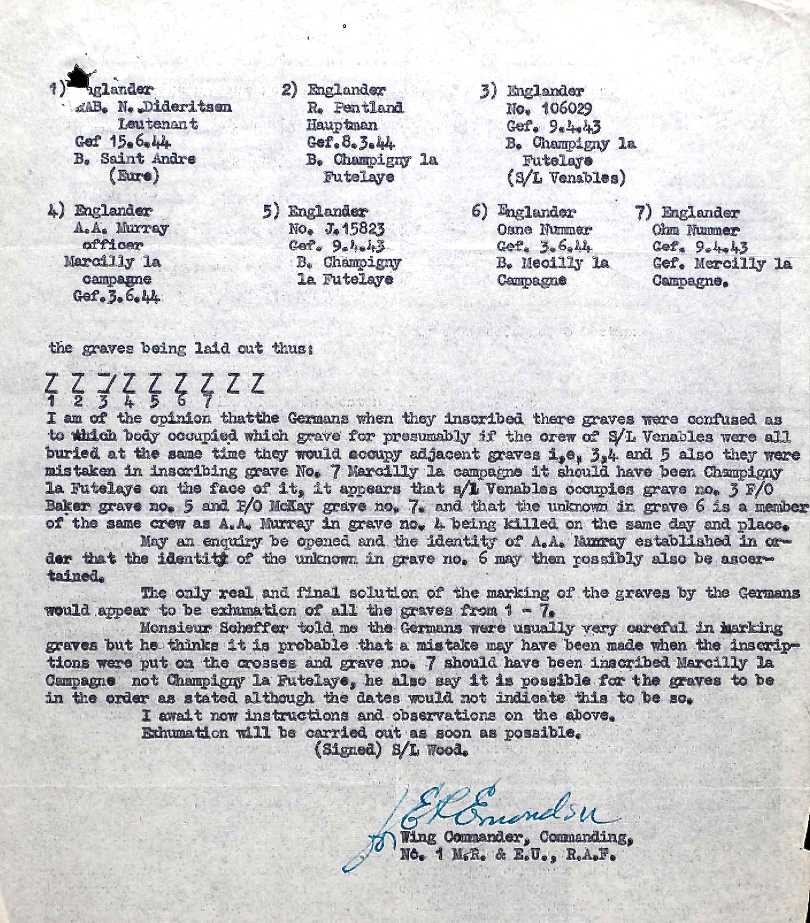 1) nglander
N. Dideritsen
Leutenant
Gef 15.6.44
B. Saint Andre
(Eure)
2) Englander
R. Pentland
Hauptman
Gef.8.3.44
B. Champigny la
Futelaye
3) Englander
No. 106029
Gef. 9.4.43
B. Champigny la
Futelaye
(S/L Venables)
4) Englander
A.A. Murray
officer
Marcilly la
campagne
Gef.3.6.44
5) Englander
No. J.15823
Gef. 9.4.43
B. Champigny
la Futelaye
6) Englander
Osne Nummer
Gef. 3.6.44
B. Mecilly la
Campagne
7) Englander
Ohm Nummer
Gef. 9.4.43
Gef. Mercilly la
Campagne.
the graves being laid out thus:
Z Z Z Z Z Z Z Z Z
1 2 3 4 5 6 7
I am of the opinion thatthe Germans when they inscribed there graves were confused as
to which body occupied which grave for presumably if the crew of S/L Venables were all
buried at the same time they would occupy adjacent graves i,e, 3,4 and 5 also they were
mistaken in inscribing grave No. 7 Marcilly la campagne it should have been Champigny
la Futelaye on the face of it, it appears that s/l Venables occupies grave no. 3 F/O
Baker grave no. 5 and F/O McKay grave no. 7. and that the unknown in grave 6 is a member
of the same crew as A.A. Murray in grave no. 4 being killed on the same day and place.
May an enquiry be opened and the identity of A.A. Murray established in or-
der that the identity of the unknown in grave no. 6 may then possibly also be ascer-
tained.
The only real and final solution of the marking of the graves by the Germans
would appear to be exhumation of all the graves from 1 - 7.
Monsieur Scheffer told me the Germans were usually very careful in marking
graves but he thinks it is probable that a mistake may have been made when the inscrip-
tions were put on the crosses and grave no. 7 should have been inscribed Marcilly la
Campagne not Champigny la Futelaye, he also say it is possible for the graves to be
in the order as stated although the dates would not indicate this to be so.
I await now instructions and observations on the above.
Exhumation will be carried out as soon as possible.
(Signed) S/L Wood.
Wing Commander, Commanding,
No. 1 M.R. & E.U., R.A.F.